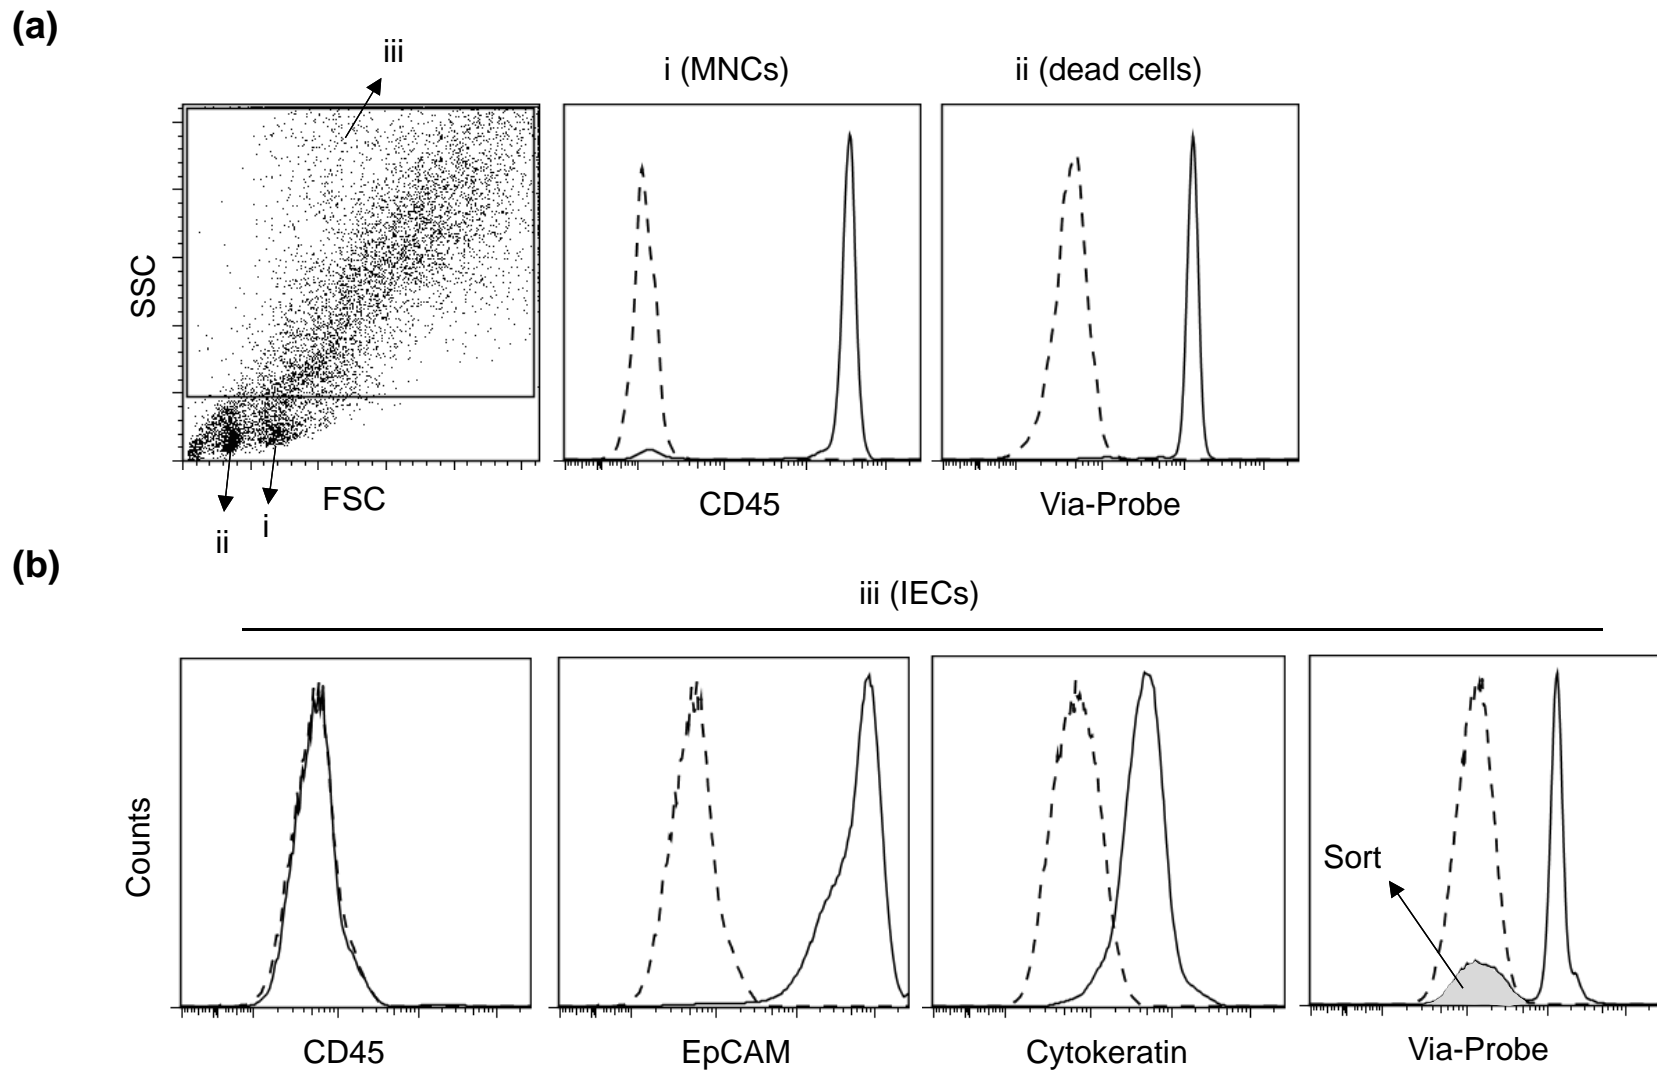 (a)
iii
i (MNCs)
ii (dead cells)
SSC
FSC
ii
i
CD45
Via-Probe
(b)
iii (IECs)
Counts
Sort
CD45
EpCAM
Cytokeratin
Via-Probe